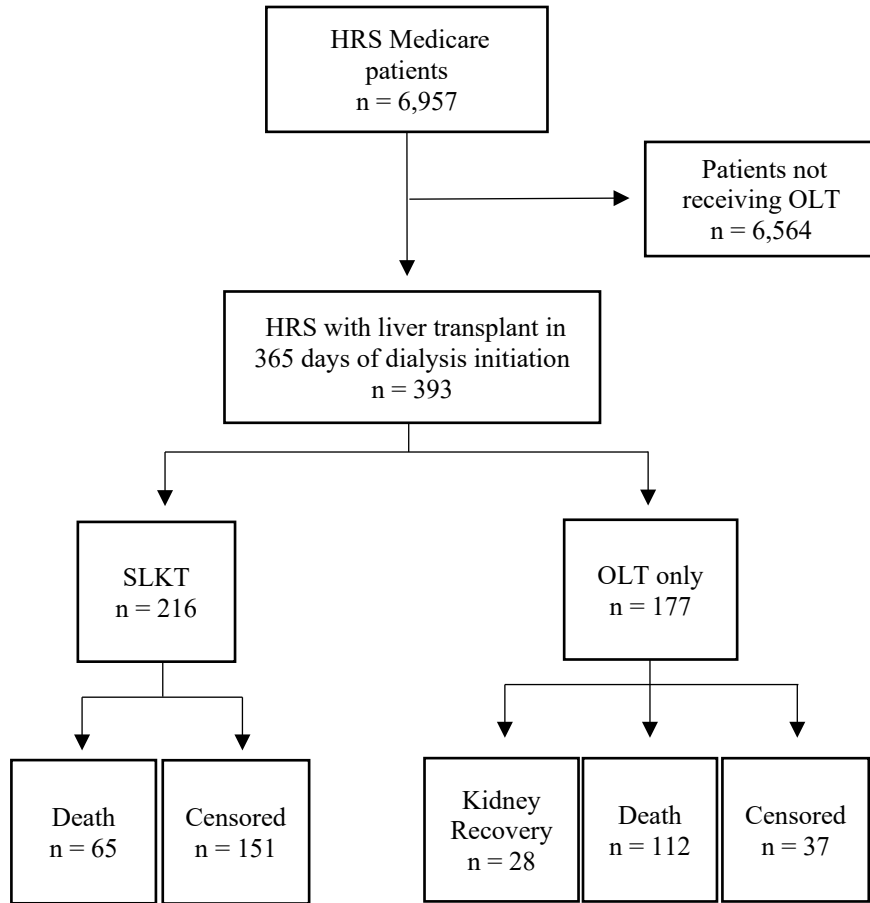 HRS Medicare
patients
n = 6,957
Patients not
receiving OLT
n = 6,564
HRS with liver transplant in
365 days of dialysis initiation
n = 393
SLKT
n = 216
OLT only
n = 177
Death
n = 65
Censored
n = 151
Kidney
Recovery
n = 28
Death
n = 112
Censored
n = 37